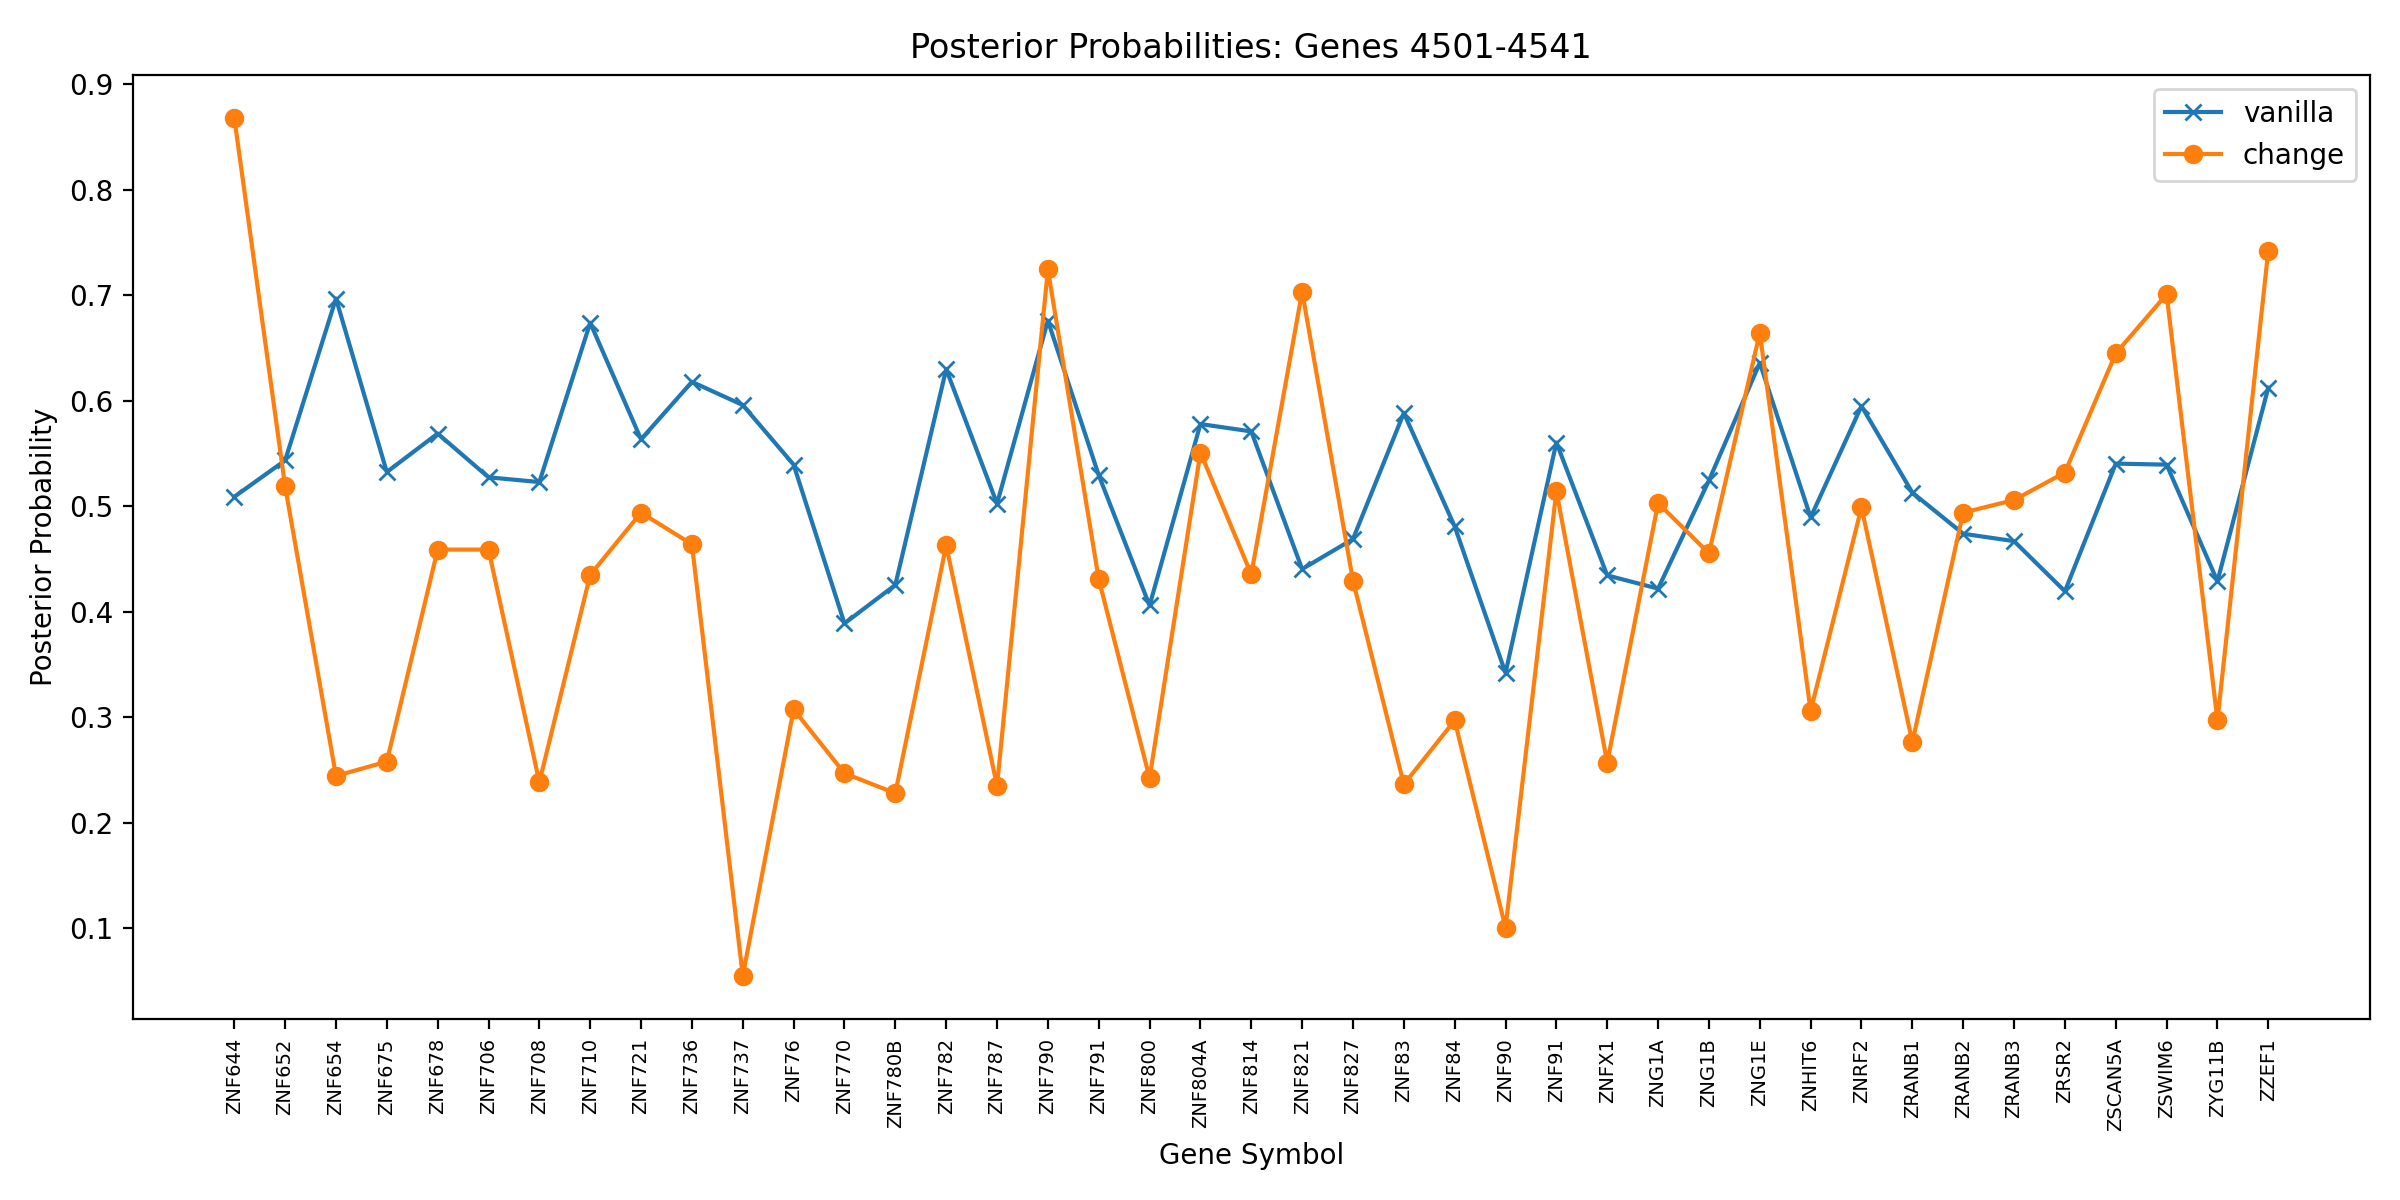 Posterior Probabilities: Genes 4501-4541
vanilla
change
Posterior Probability
0.9
0.8
0.7
0.6
0.5
0.4
0.3
0.2
0.1
ZNF644
ZNF652
ZNF654
ZNF675
ZNF678
ZNF706
ZNF708
ZNF710
ZNF721
ZNF736
ZNF737
ZNF76
ZNF770
ZNF780B
ZNF782
ZNF787
ZNF790
ZNF791
ZNF800
ZNF804A
ZNF814
ZNF821
ZNF827
ZNF83
ZNF84
ZNF90
ZNF91
ZNFX1
ZNG1A
ZNG1B
ZNG1E
ZNHIT6
ZNRF2
ZRANB1
ZRANB2
ZRANB3
ZRSR2
ZSCAN5A
ZSWIM6
ZYG11B
ZZEF1
Gene Symbol